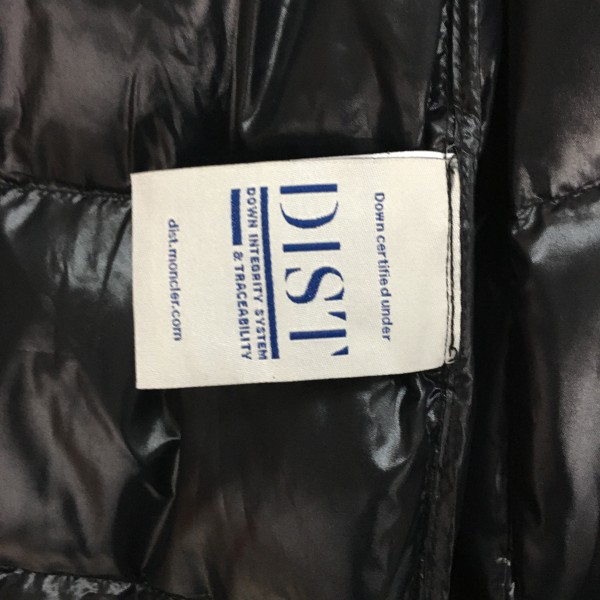 Down certified under
DIST
DOWN INTEGRITY SYSTEM
& TRACEABILITY
dist.moncler.com